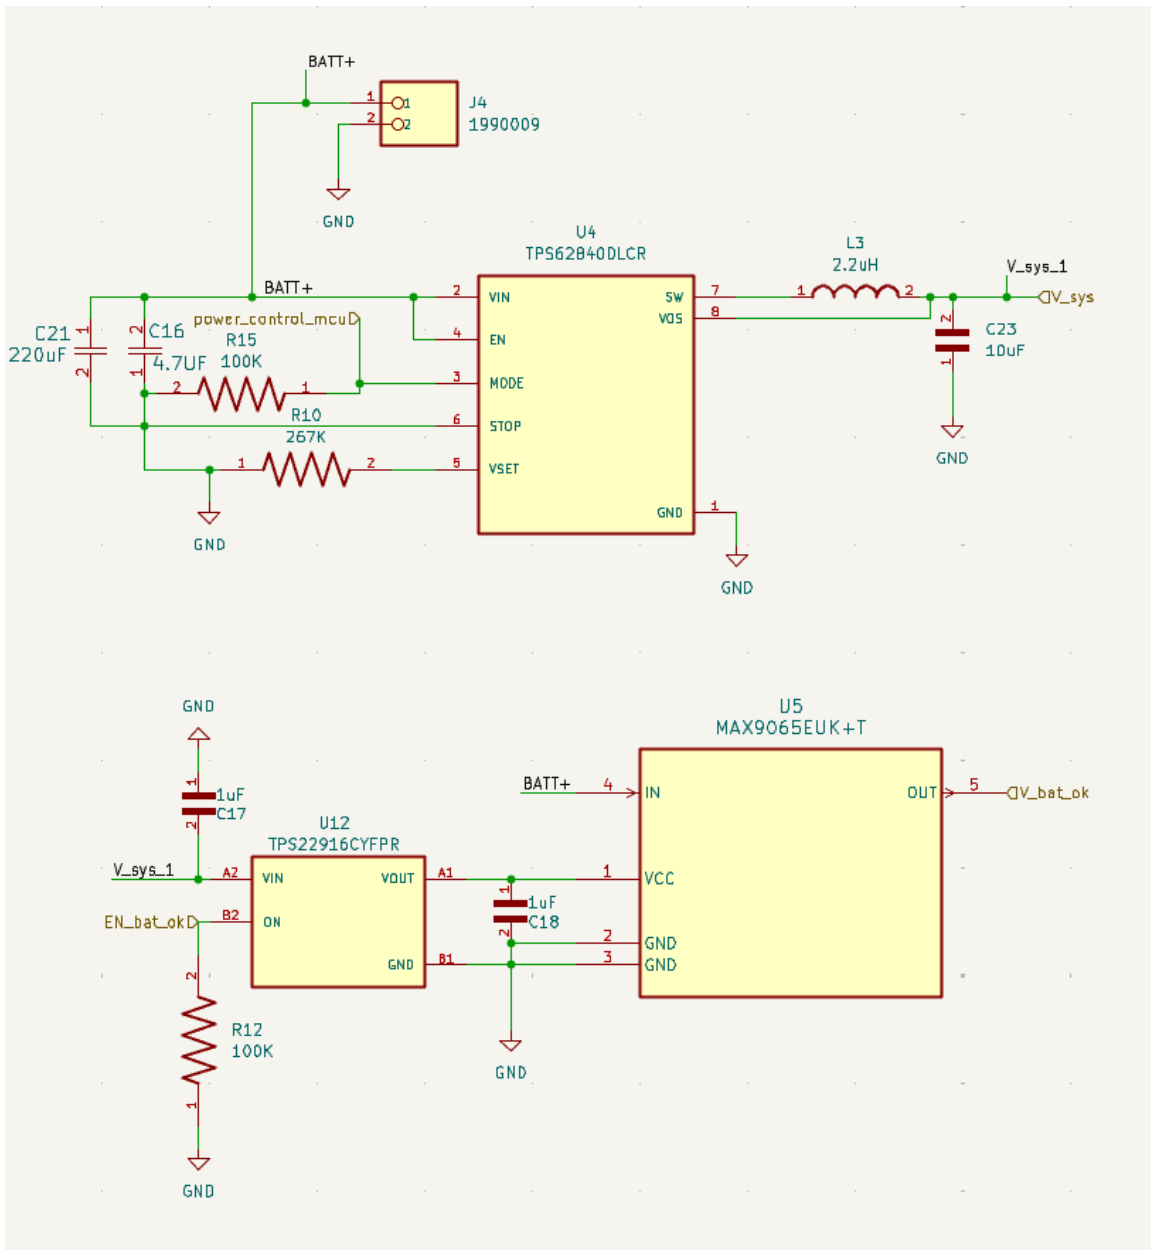 BATT+
1
1
J4
2
2
1990009
GND
U4
TPS62840DLCR
L3
2.2uH
V_sys_1
BATT+
2
VIN
SW
7
1
2
V_sys
power_control_mcu
VOS
8
C21
1
2
C16
R15
4
EN
2
C23
220uF
4.7UF
100K
10uF
2
1
2
1
3
MODE
1
R10
6
STOP
267K
GND
1
2
5
VSET
GND
1
GND
GND
GND
U5
MAX9065EUK+T
1
1uF
BATT+
4
IN
OUT
5
V_bat_ok
C17
2
U12
TPS22916CYFPR
V_sys_1
A2
VIN
VOUT
A1
1
VCC
1
1uF
EN_bat_ok
B2
ON
C18
2
2
GND
GND
B1
3
GND
2
R12
100K
GND
1
GND